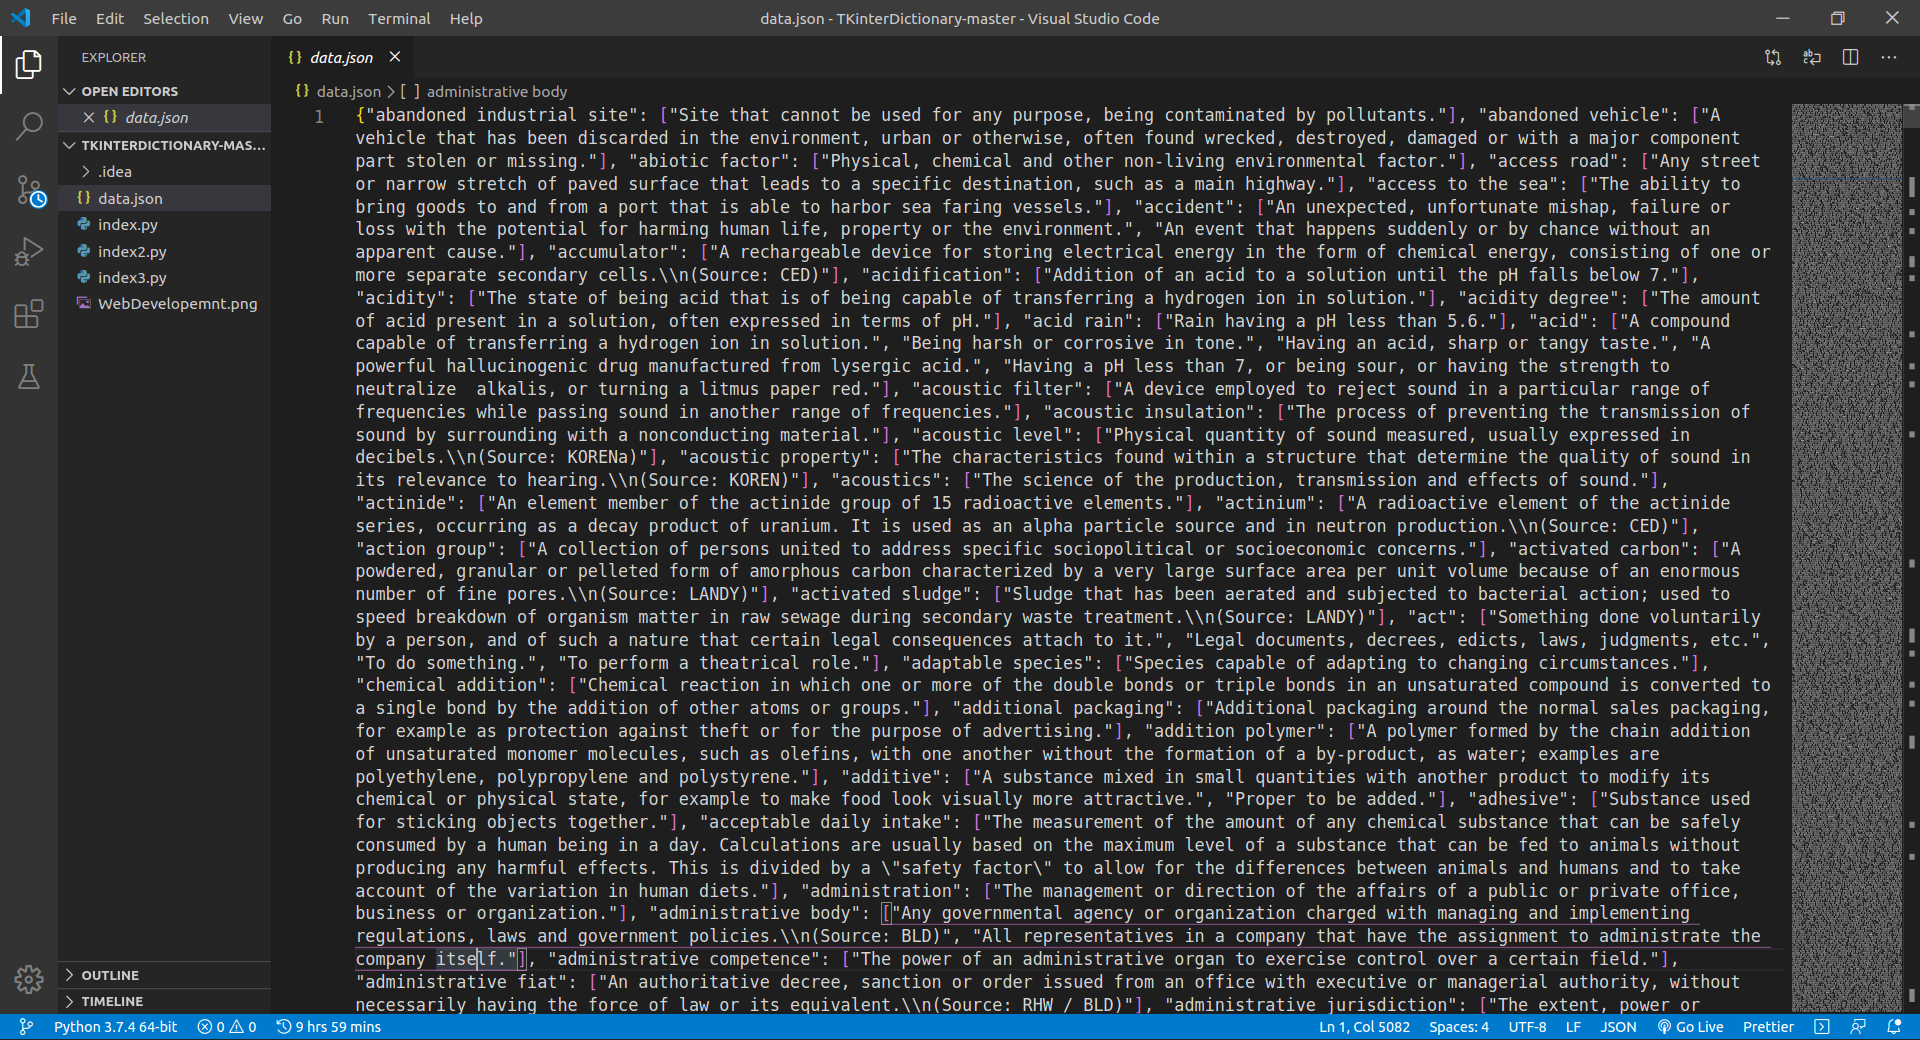 File Edit Selection View Go Run Terminal Help
data.json - TKinterDictionary-master - Visual Studio Code
EXPLORER
OPEN EDITORS
{} data.json
TKINTERDICTIONARY-MAS...
.idea
{} data.json
index.py
index2.py
index3.py
WebDevelopemnt.png
OUTLINE
TIMELINE
{} data.json
{} data.json > [ ] administrative body
1
{"abandoned industrial site": ["Site that cannot be used for any purpose, being contaminated by pollutants."], "abandoned vehicle": ["A
vehicle that has been discarded in the environment, urban or otherwise, often found wrecked, destroyed, damaged or with a major component
part stolen or missing."], "abiotic factor": ["Physical, chemical and other non-living environmental factor."], "access road": ["Any street
or narrow stretch of paved surface that leads to a specific destination, such as a main highway."], "access to the sea": ["The ability to
bring goods to and from a port that is able to harbor sea faring vessels."], "accident": ["An unexpected, unfortunate mishap, failure or
loss with the potential for harming human life, property or the environment.", "An event that happens suddenly or by chance without an
apparent cause."], "accumulator": ["A rechargeable device for storing electrical energy in the form of chemical energy, consisting of one or
more separate secondary cells.\\n(Source: CED)"], "acidification": ["Addition of an acid to a solution until the pH falls below 7."],
"acidity": ["The state of being acid that is of being capable of transferring a hydrogen ion in solution."], "acidity degree": ["The amount
of acid present in a solution, often expressed in terms of pH."], "acid rain": ["Rain having a pH less than 5.6."], "acid": ["A compound
capable of transferring a hydrogen ion in solution.", "Being harsh or corrosive in tone.", "Having an acid, sharp or tangy taste.", "A
powerful hallucinogenic drug manufactured from lysergic acid.", "Having a pH less than 7, or being sour, or having the strength to
neutralize  alkalis, or turning a litmus paper red."], "acoustic filter": ["A device employed to reject sound in a particular range of
frequencies while passing sound in another range of frequencies."], "acoustic insulation": ["The process of preventing the transmission of
sound by surrounding with a nonconducting material."], "acoustic level": ["Physical quantity of sound measured, usually expressed in
decibels.\\n(Source: KORENa)"], "acoustic property": ["The characteristics found within a structure that determine the quality of sound in
its relevance to hearing.\\n(Source: KOREN)"], "acoustics": ["The science of the production, transmission and effects of sound."],
"actinide": ["An element member of the actinide group of 15 radioactive elements."], "actinium": ["A radioactive element of the actinide
series, occurring as a decay product of uranium. It is used as an alpha particle source and in neutron production.\\n(Source: CED)"],
"action group": ["A collection of persons united to address specific sociopolitical or socioeconomic concerns."], "activated carbon": ["A
powdered, granular or pelleted form of amorphous carbon characterized by a very large surface area per unit volume because of an enormous
number of fine pores.\\n(Source: LANDY)"], "activated sludge": ["Sludge that has been aerated and subjected to bacterial action; used to
speed breakdown of organism matter in raw sewage during secondary waste treatment.\\n(Source: LANDY)"], "act": ["Something done voluntarily
by a person, and of such a nature that certain legal consequences attach to it.", "Legal documents, decrees, edicts, laws, judgments, etc.",
"To do something.", "To perform a theatrical role."], "adaptable species": ["Species capable of adapting to changing circumstances."],
"chemical addition": ["Chemical reaction in which one or more of the double bonds or triple bonds in an unsaturated compound is converted to
a single bond by the addition of other atoms or groups."], "additional packaging": ["Additional packaging around the normal sales packaging,
for example as protection against theft or for the purpose of advertising."], "addition polymer": ["A polymer formed by the chain addition
of unsaturated monomer molecules, such as olefins, with one another without the formation of a by-product, as water; examples are
polyethylene, polypropylene and polystyrene."], "additive": ["A substance mixed in small quantities with another product to modify its
chemical or physical state, for example to make food look visually more attractive.", "Proper to be added."], "adhesive": ["Substance used
for sticking objects together."], "acceptable daily intake": ["The measurement of the amount of any chemical substance that can be safely
consumed by a human being in a day. Calculations are usually based on the maximum level of a substance that can be fed to animals without
producing any harmful effects. This is divided by a \"safety factor\" to allow for the differences between animals and humans and to take
account of the variation in human diets."], "administration": ["The management or direction of the affairs of a public or private office,
business or organization."], "administrative body": ["Any governmental agency or organization charged with managing and implementing
regulations, laws and government policies.\\n(Source: BLD)", "All representatives in a company that have the assignment to administrate the
company itself."], "administrative competence": ["The power of an administrative organ to exercise control over a certain field."],
"administrative fiat": ["An authoritative decree, sanction or order issued from an office with executive or managerial authority, without
necessarily having the force of law or its equivalent.\\n(Source: RHW / BLD)"], "administrative jurisdiction": ["The extent, power or
Python 3.7.4 64-bit 0 0 9 hrs 59 mins
Ln 1, Col 5082 Spaces: 4 UTF-8 LF JSON Go Live Prettier